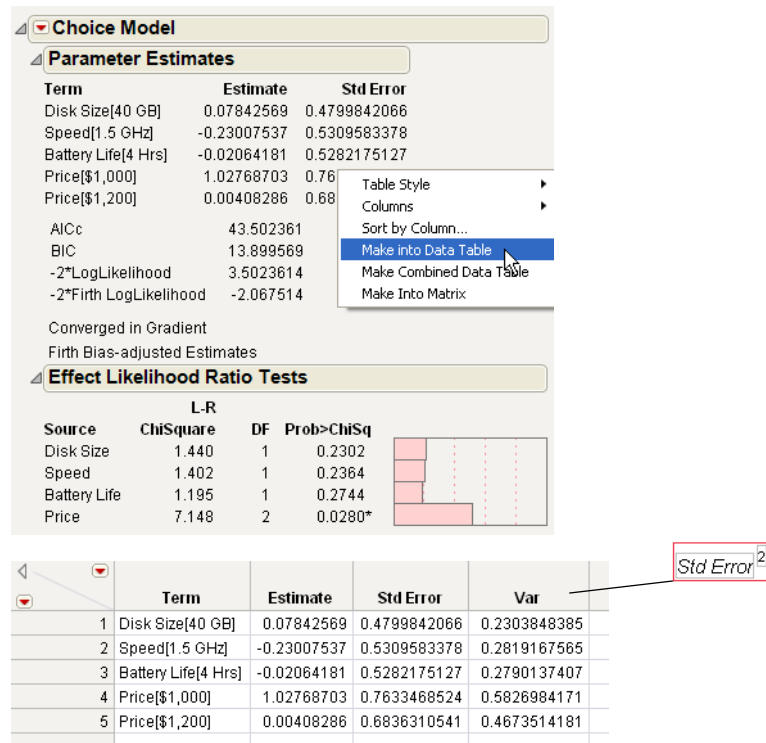 Choice Model
Parameter Estimates
Term Estimate Std Error
Disk Size[40 GB] 0.07842569 0.4799842066
Speed[1.5 GHz] -0.23007537 0.5309583378
Battery Life[4 Hrs] -0.02064181 0.5282175127
Price[$1,000] 1.02768703 0.76
Price[$1,200] 0.00408286 0.68
Table Style
Columns
Sort by Column...
Make into Data Table
Make Combined Data Table
Make Into Matrix
AICc 43.502361
BIC 13.899569
-2*LogLikelihood 3.5023614
-2*Firth LogLikelihood -2.067514
Converged in Gradient
Firth Bias-adjusted Estimates
Effect Likelihood Ratio Tests
L-R
Source ChiSquare DF Prob>ChiSq
Disk Size 1.440 1 0.2302
Speed 1.402 1 0.2364
Battery Life 1.195 1 0.2744
Price 7.148 2 0.0280*
Std Error²
Term Estimate Std Error Var
1 Disk Size[40 GB] 0.07842569 0.4799842066 0.2303848385
2 Speed[1.5 GHz] -0.23007537 0.5309583378 0.2819167565
3 Battery Life[4 Hrs] -0.02064181 0.5282175127 0.2790137407
4 Price[$1,000] 1.02768703 0.7633468524 0.5826984171
5 Price[$1,200] 0.00408286 0.6836310541 0.4673514181